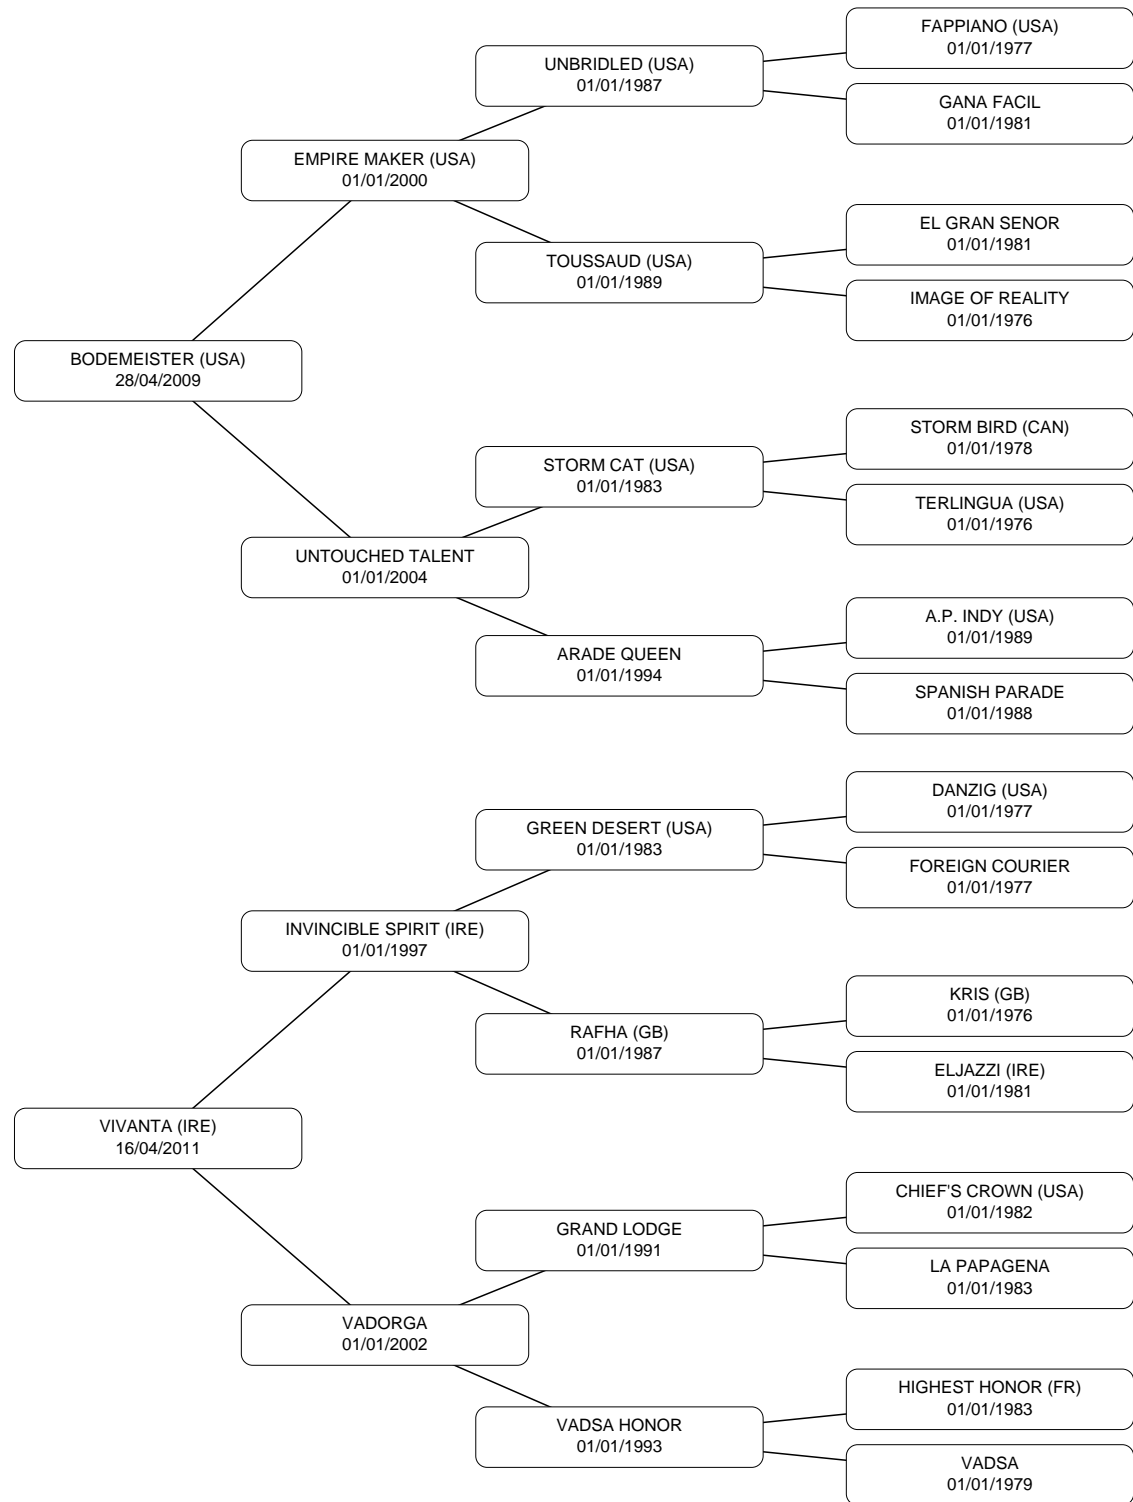 FAPPIANO (USA)
01/01/1977
UNBRIDLED (USA)
01/01/1987
GANA FACIL
01/01/1981
EMPIRE MAKER (USA)
01/01/2000
EL GRAN SENOR
01/01/1981
TOUSSAUD (USA)
01/01/1989
IMAGE OF REALITY
01/01/1976
BODEMEISTER (USA)
28/04/2009
STORM BIRD (CAN)
01/01/1978
STORM CAT (USA)
01/01/1983
TERLINGUA (USA)
01/01/1976
UNTOUCHED TALENT
01/01/2004
A.P. INDY (USA)
01/01/1989
ARADE QUEEN
01/01/1994
SPANISH PARADE
01/01/1988
DANZIG (USA)
01/01/1977
GREEN DESERT (USA)
01/01/1983
FOREIGN COURIER
01/01/1977
INVINCIBLE SPIRIT (IRE)
01/01/1997
KRIS (GB)
01/01/1976
RAFHA (GB)
01/01/1987
ELJAZZI (IRE)
01/01/1981
VIVANTA (IRE)
16/04/2011
CHIEF'S CROWN (USA)
01/01/1982
GRAND LODGE
01/01/1991
LA PAPAGENA
01/01/1983
VADORGA
01/01/2002
HIGHEST HONOR (FR)
01/01/1983
VADSA HONOR
01/01/1993
VADSA
01/01/1979